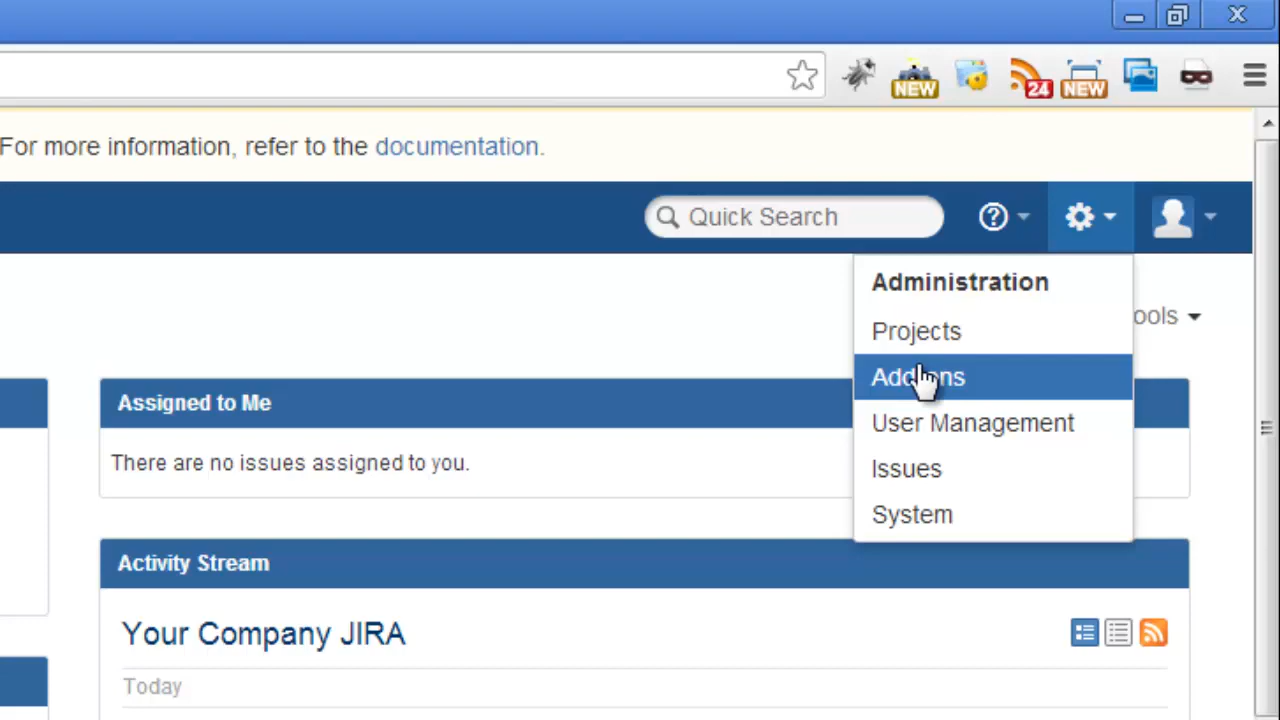 NEW
24
NEW
For more information, refer to the documentation.
Quick Search
Administration
Projects
ools
Add-ons
Assigned to Me
User Management
There are no issues assigned to you.
Issues
System
Activity Stream
Your Company JIRA
Today